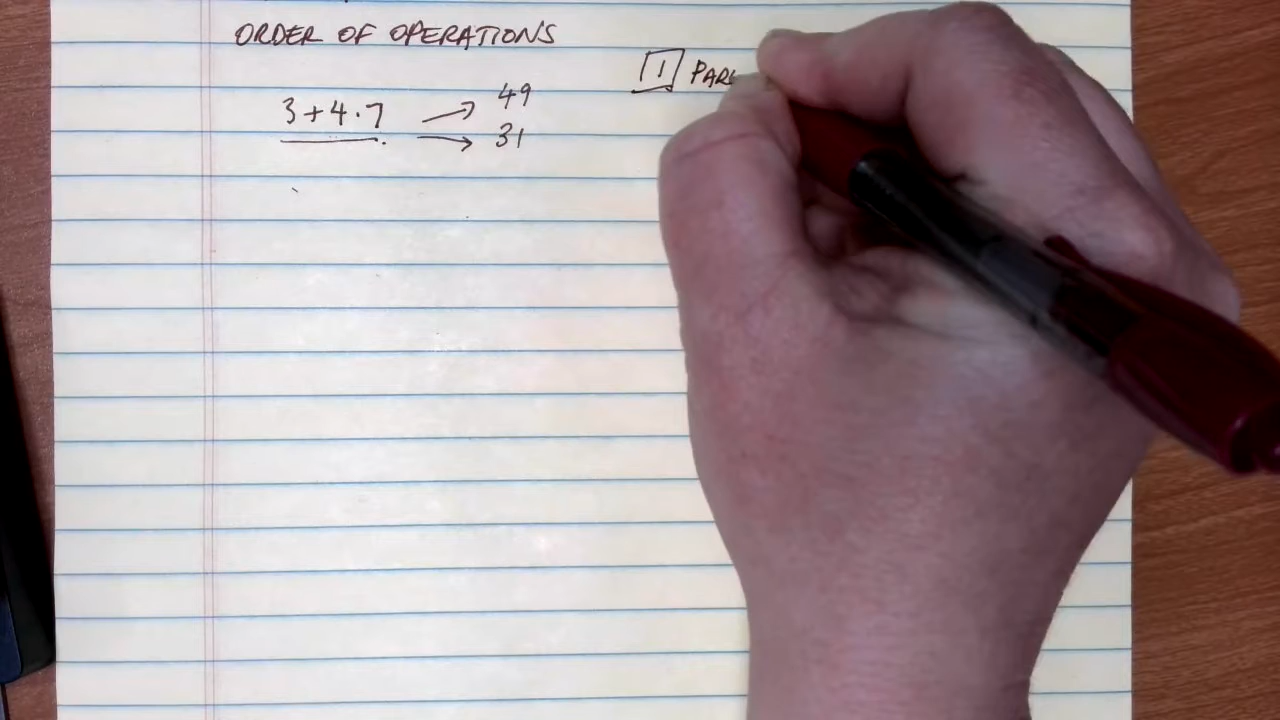 ORDER OF OPERATIONS
3+4·7 → 49
→ 31
1